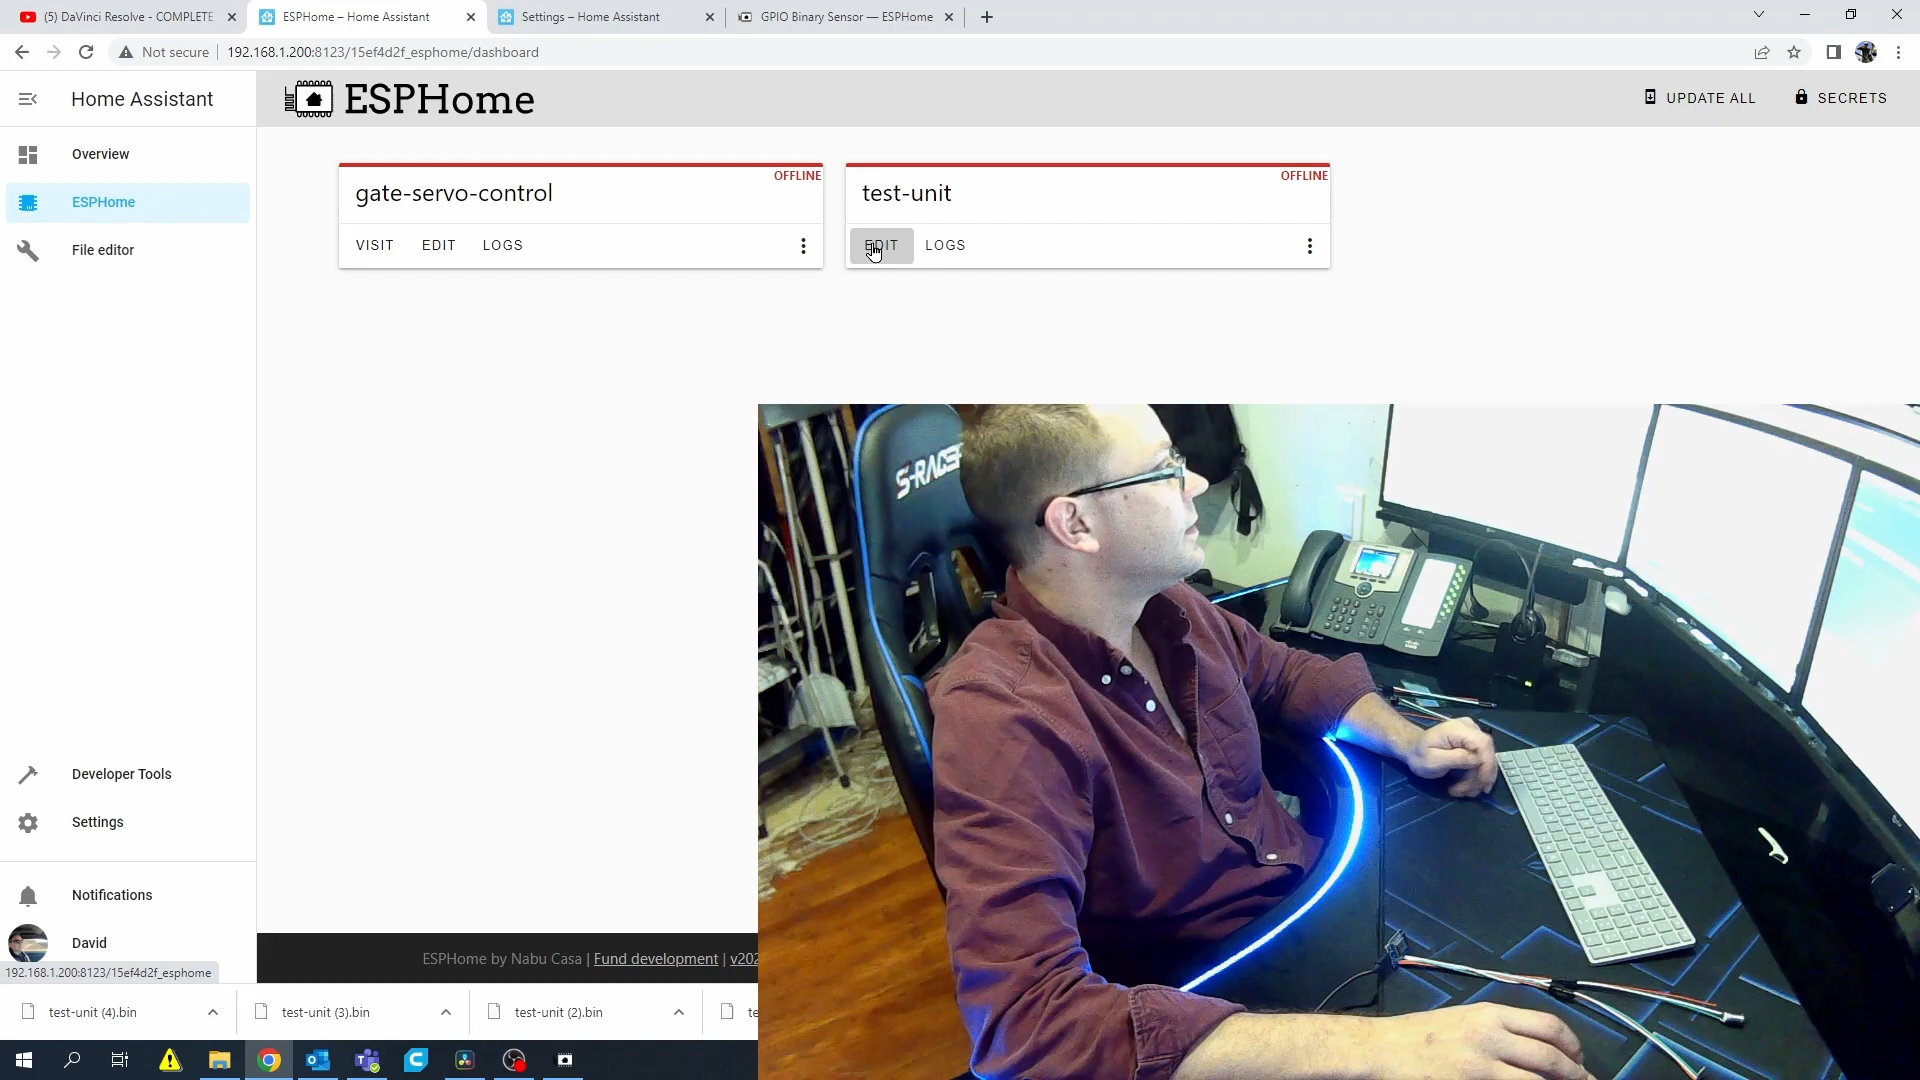 (5) DaVinci Resolve - COMPLETE
ESPHome – Home Assistant
Settings – Home Assistant
GPIO Binary Sensor — ESPHome
Not secure
192.168.1.200:8123/15ef4d2f_esphome/dashboard
Home Assistant
ESPHome
UPDATE ALL
SECRETS
Overview
ESPHome
File editor
OFFLINE
gate-servo-control
VISIT
EDIT
LOGS
OFFLINE
test-unit
EDIT
LOGS
S-RACER
Developer Tools
Settings
Notifications
David
192.168.1.200:8123/15ef4d2f_esphome
ESPHome by Nabu Casa | Fund development | v202
test-unit (4).bin
test-unit (3).bin
test-unit (2).bin
te